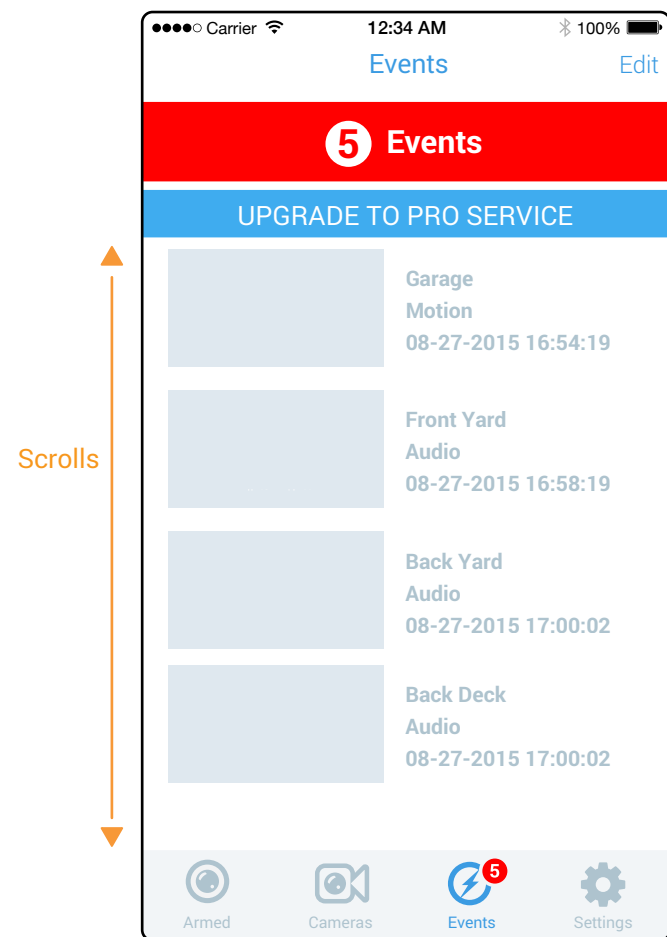 Carrier 12:34 AM 100%
Events Edit
5 Events
UPGRADE TO PRO SERVICE
Garage
Motion
08-27-2015 16:54:19
Front Yard
Audio
08-27-2015 16:58:19
Scrolls
Back Yard
Audio
08-27-2015 17:00:02
Back Deck
Audio
08-27-2015 17:00:02
5
Armed Cameras Events Settings